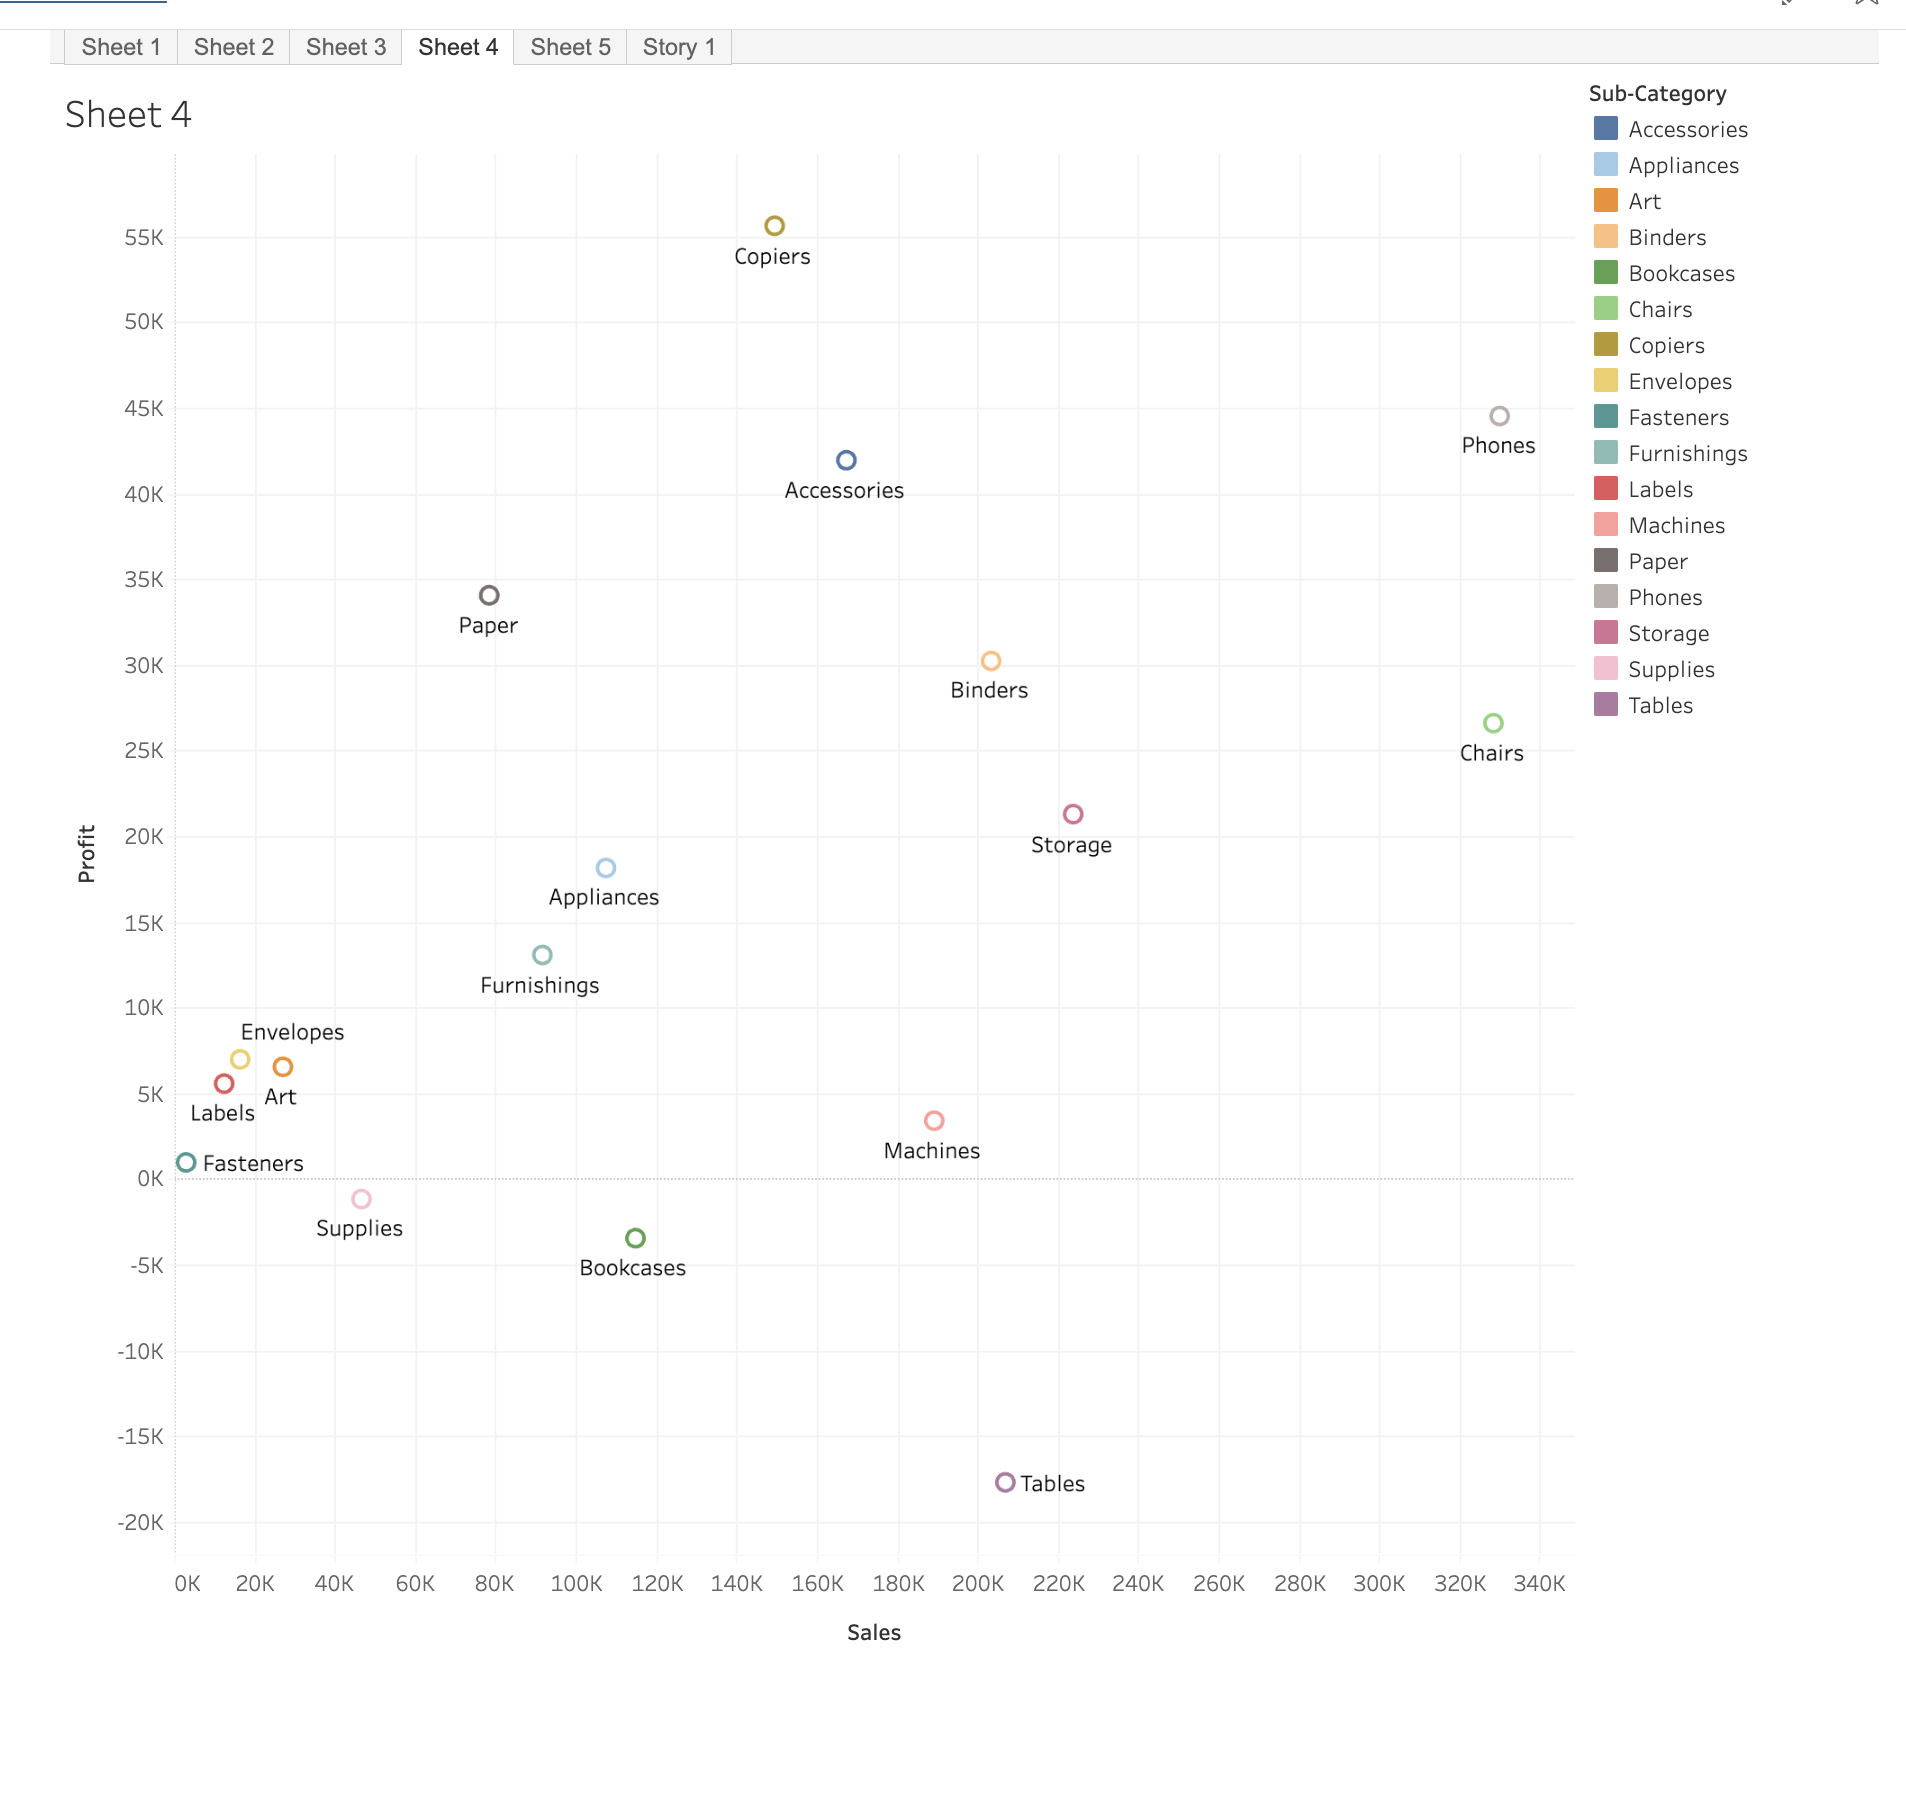 Sheet 1 Sheet 2 Sheet 3 Sheet 4 Sheet 5 Story 1
Sheet 4
Sub-Category
Accessories
Appliances
Art
Binders
Bookcases
Chairs
Copiers
Envelopes
Fasteners
Furnishings
Labels
Machines
Paper
Phones
Storage
Supplies
Tables
Profit
55K
50K
45K
40K
35K
30K
25K
20K
15K
10K
5K
0K
-5K
-10K
-15K
-20K
Copiers
Phones
Accessories
Paper
Binders
Chairs
Storage
Appliances
Furnishings
Envelopes
Art
Labels
Machines
Fasteners
Supplies
Bookcases
Tables
0K 20K 40K 60K 80K 100K 120K 140K 160K 180K 200K 220K 240K 260K 280K 300K 320K 340K
Sales